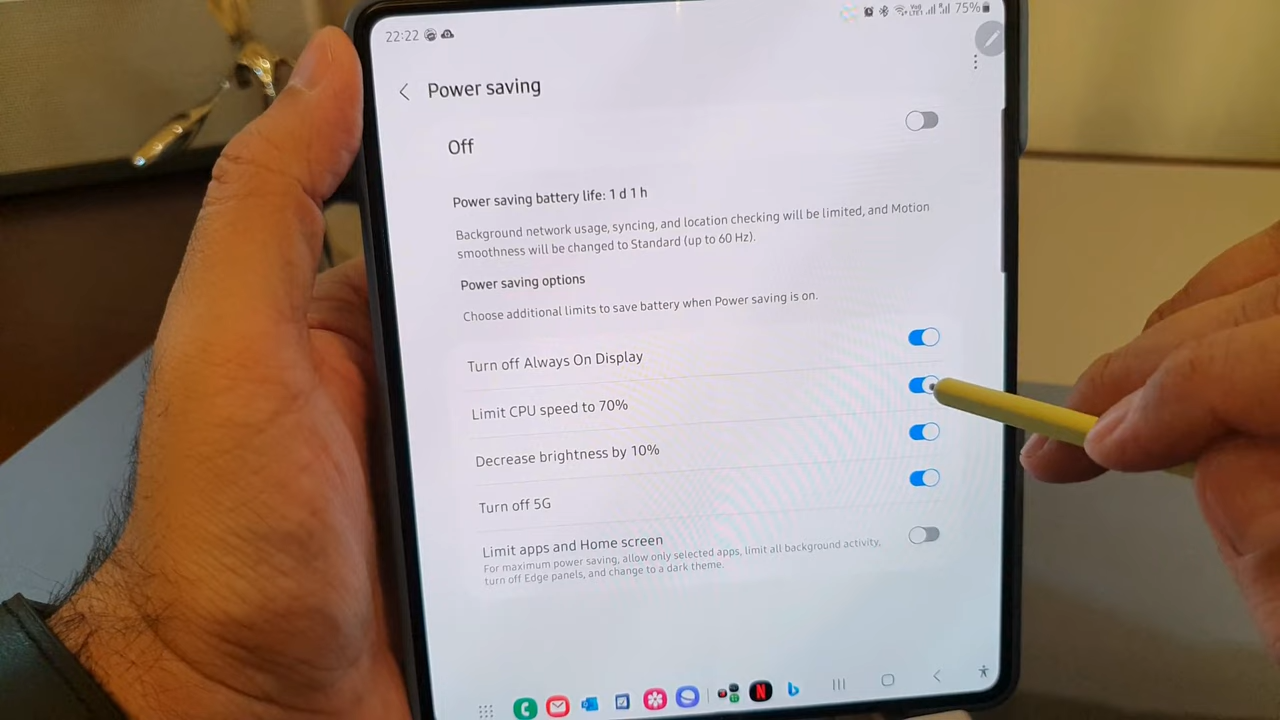 22:22
75%
Power saving
Off
Power saving battery life: 1 d 1 h
Background network usage, syncing, and location checking will be limited, and Motion
smoothness will be changed to Standard (up to 60 Hz).
Power saving options
Choose additional limits to save battery when Power saving is on.
Turn off Always On Display
Limit CPU speed to 70%
Decrease brightness by 10%
Turn off 5G
Limit apps and Home screen
For maximum power saving, allow only selected apps, limit all background activity,
turn off Edge panels, and change to a dark theme.
N